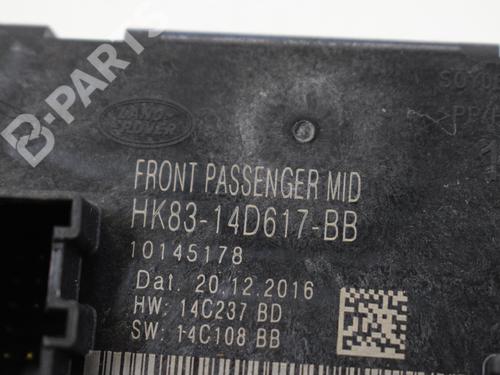 B-PARTS
LAND
ROVER
FRONT PASSENGER MID
HK83-14D617-BB
10145178
Dat. 20.12.2016
HW: 14C237 BD
SW: 14C108 BB